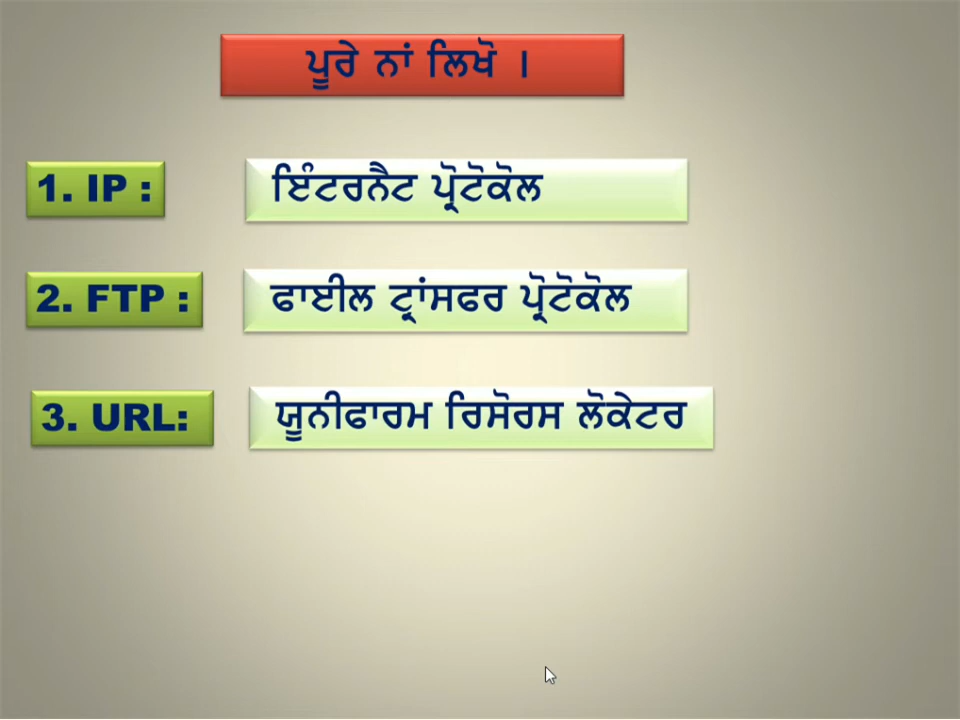 ਪੂਰੇ ਨਾਂ ਲਿਖੋ ।
1. IP : ਇੰਟਰਨੈਟ ਪ੍ਰੋਟੋਕੋਲ
2. FTP : ਫਾਈਲ ਟ੍ਰਾਂਸਫਰ ਪ੍ਰੋਟੋਕੋਲ
3. URL: ਯੂਨੀਫਾਰਮ ਰਿਸੋਰਸ ਲੋਕੇਟਰ